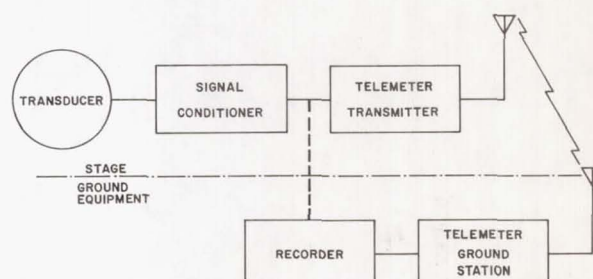 TRANSDUCER
SIGNAL
CONDITIONER
TELEMETER
TRANSMITTER
STAGE
GROUND
EQUIPMENT
RECORDER
TELEMETER
GROUND
STATION